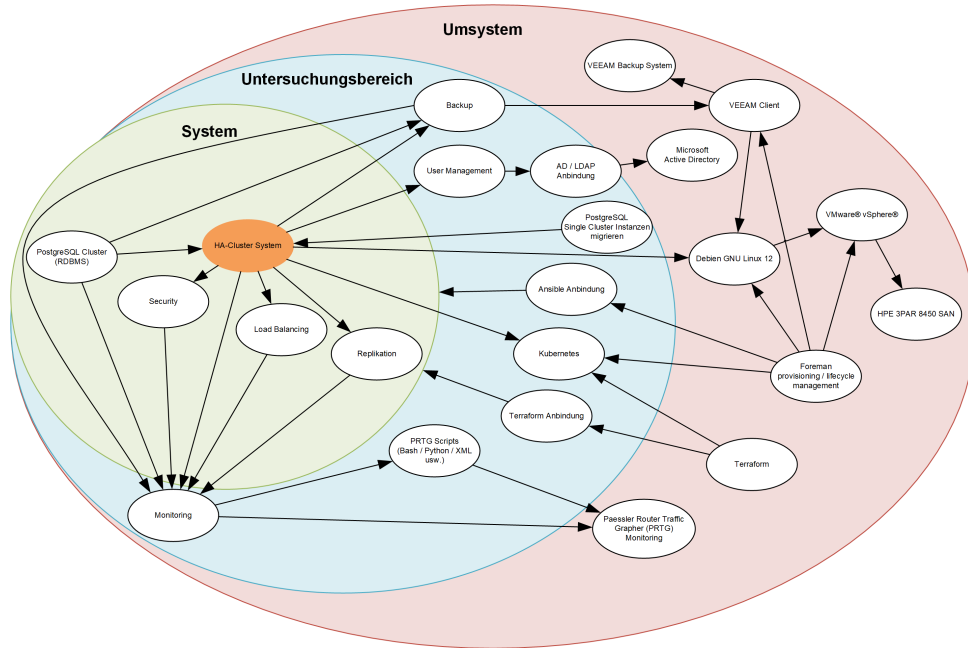 Umsystem
VEEAM Backup System
Untersuchungsbereich
Backup
VEEAM Client
System
Microsoft
Active Directory
User Management
AD / LDAP
Anbindung
PostgreSQL
Single Cluster Instanzen
migrieren
VMware® vSphere®
PostgreSQL Cluster
(RDBMS)
HA-Cluster System
Debien GNU Linux 12
Security
Ansible Anbindung
HPE 3PAR 8450 SAN
Load Balancing
Replikation
Kubernetes
Foreman
provisioning / lifecycle
management
Terraform Anbindung
PRTG Scripts
(Bash / Python / XML
usw.)
Terraform
Monitoring
Paessler Router Traffic
Grapher (PRTG)
Monitoring